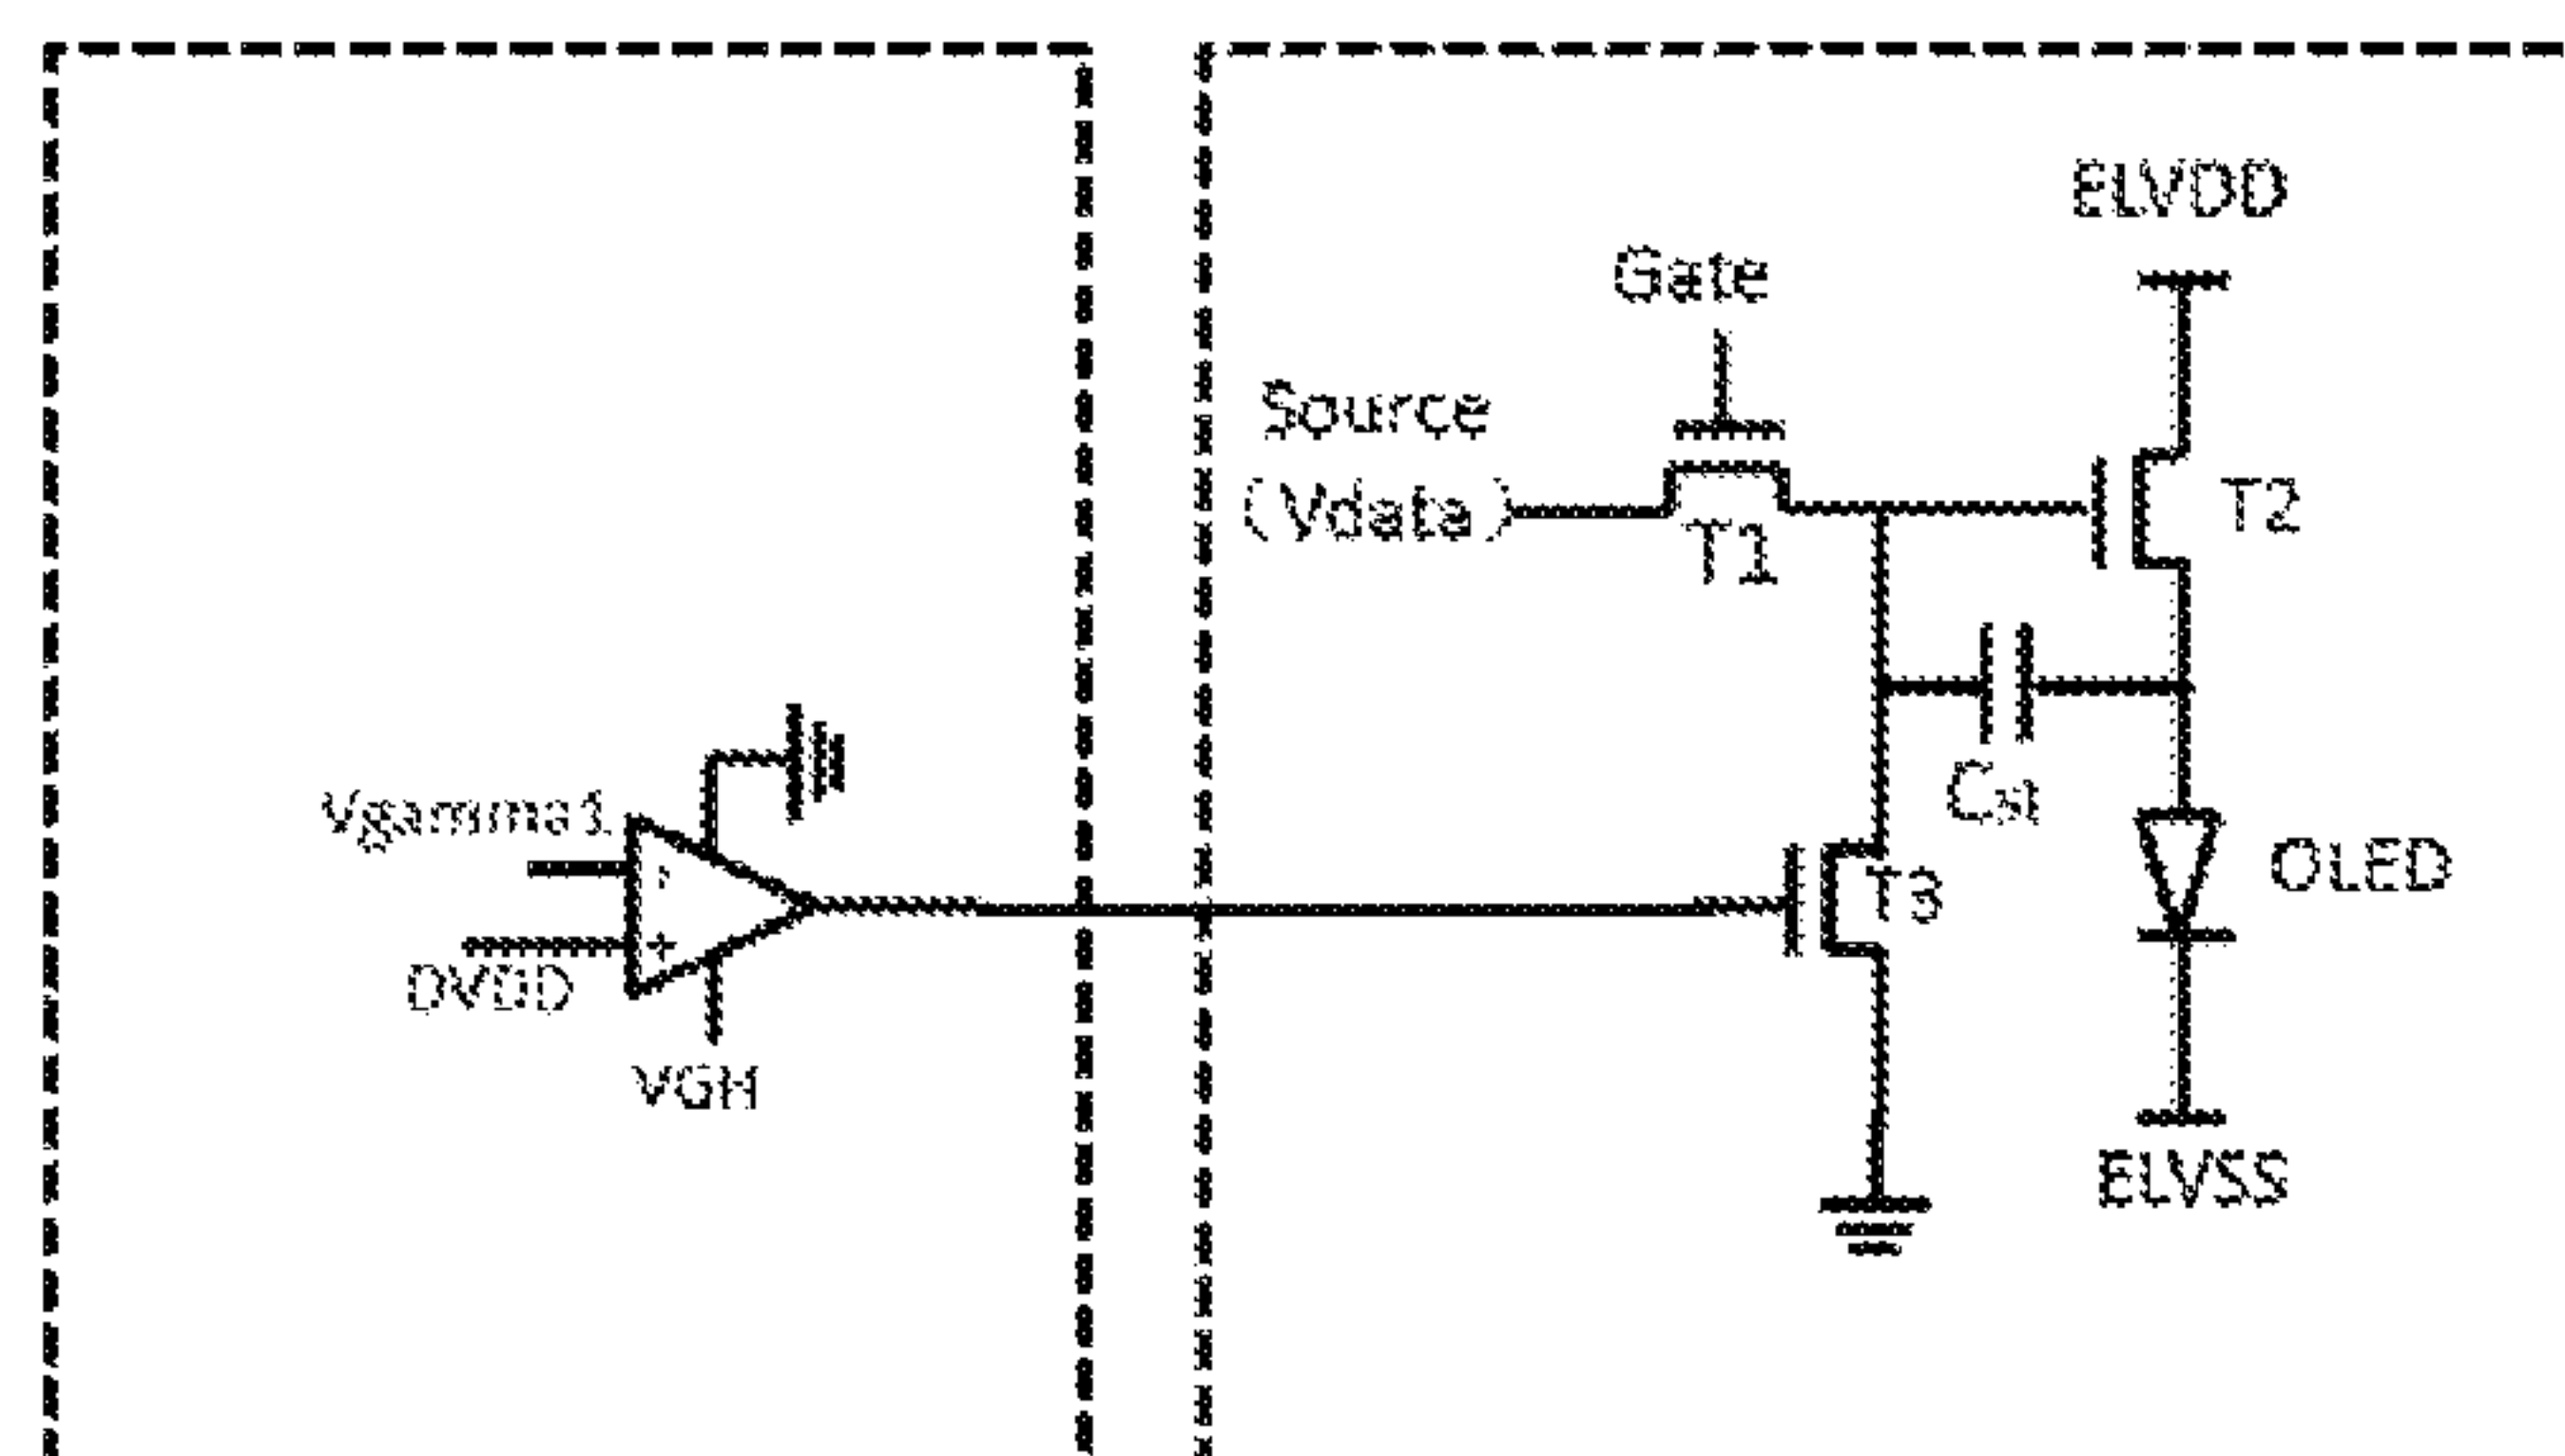 ELVDD
Gate
Source
(Vdata)
T1
T2
Cst
Vgamma1
-
+
DVDD
VGH
T3
OLED
ELVSS